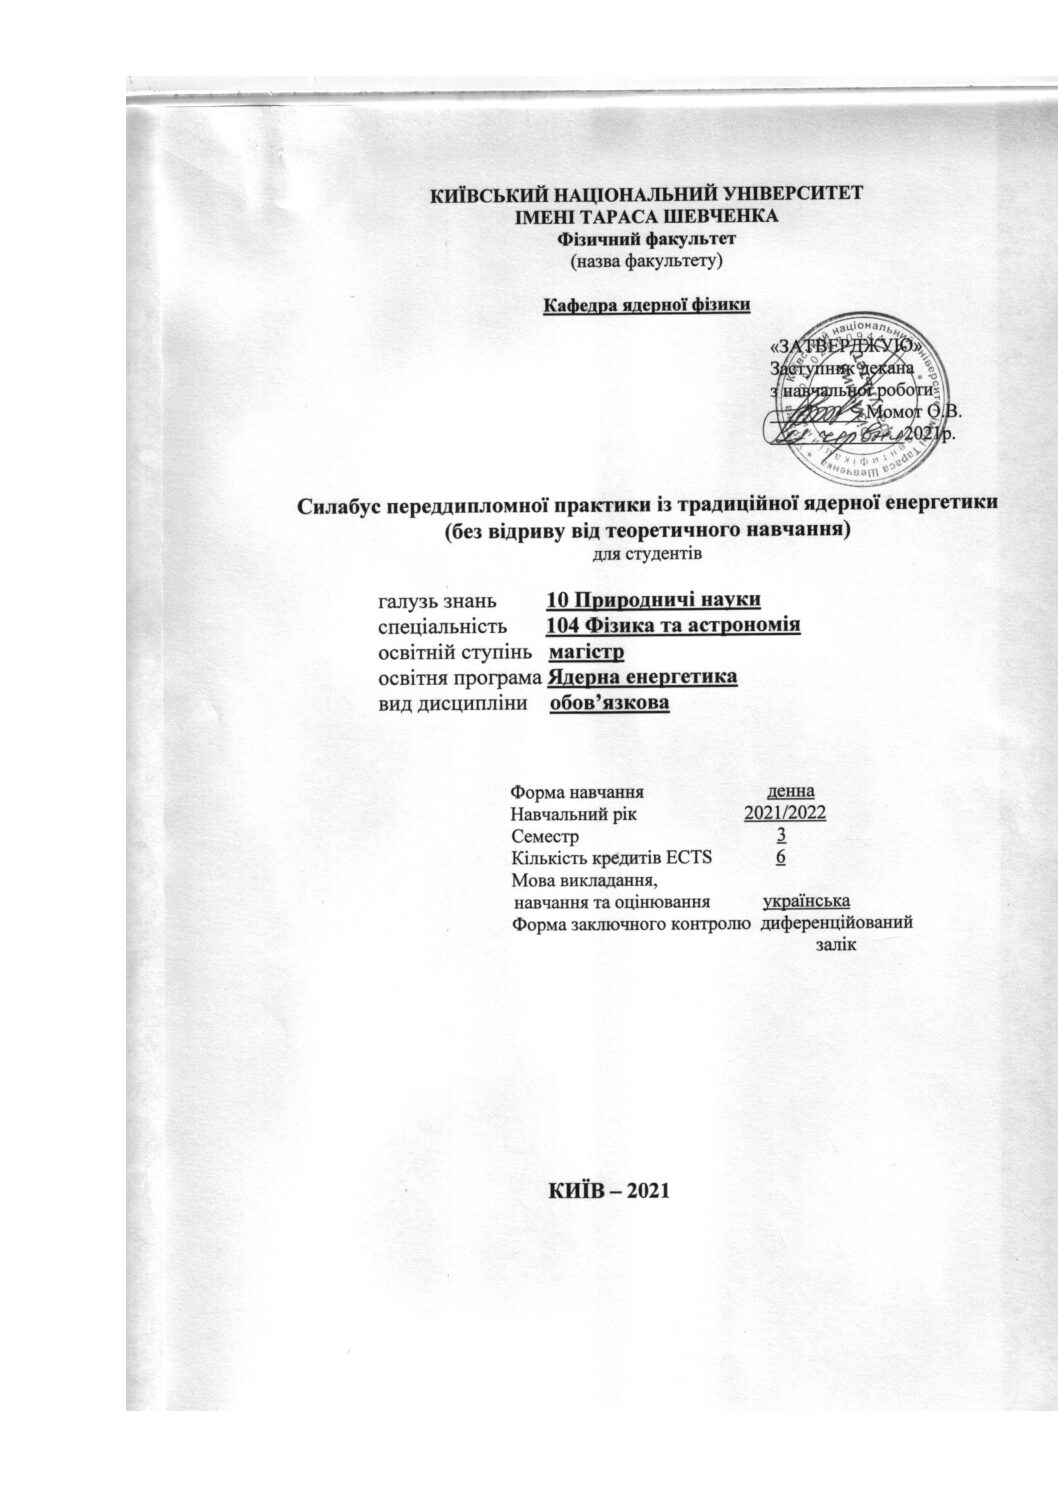 КИЇВСЬКИЙ НАЦІОНАЛЬНИЙ УНІВЕРСИТЕТ
ІМЕНІ ТАРАСА ШЕВЧЕНКА
Фізичний факультет
(назва факультету)
Кафедра ядерної фізики
«ЗАТВЕРДЖУЮ»
Заступник декана
з навчальної роботи
Момот О.В.
червня 2021р.
Силабус переддипломної практики із традиційної ядерної енергетики
(без відриву від теоретичного навчання)
для студентів
галузь знань 10 Природничі науки
спеціальність 104 Фізика та астрономія
освітній ступінь магістр
освітня програма Ядерна енергетика
вид дисципліни обов’язкова
Форма навчання денна
Навчальний рік 2021/2022
Семестр 3
Кількість кредитів ECTS 6
Мова викладання,
навчання та оцінювання українська
Форма заключного контролю диференційований
залік
КИЇВ – 2021